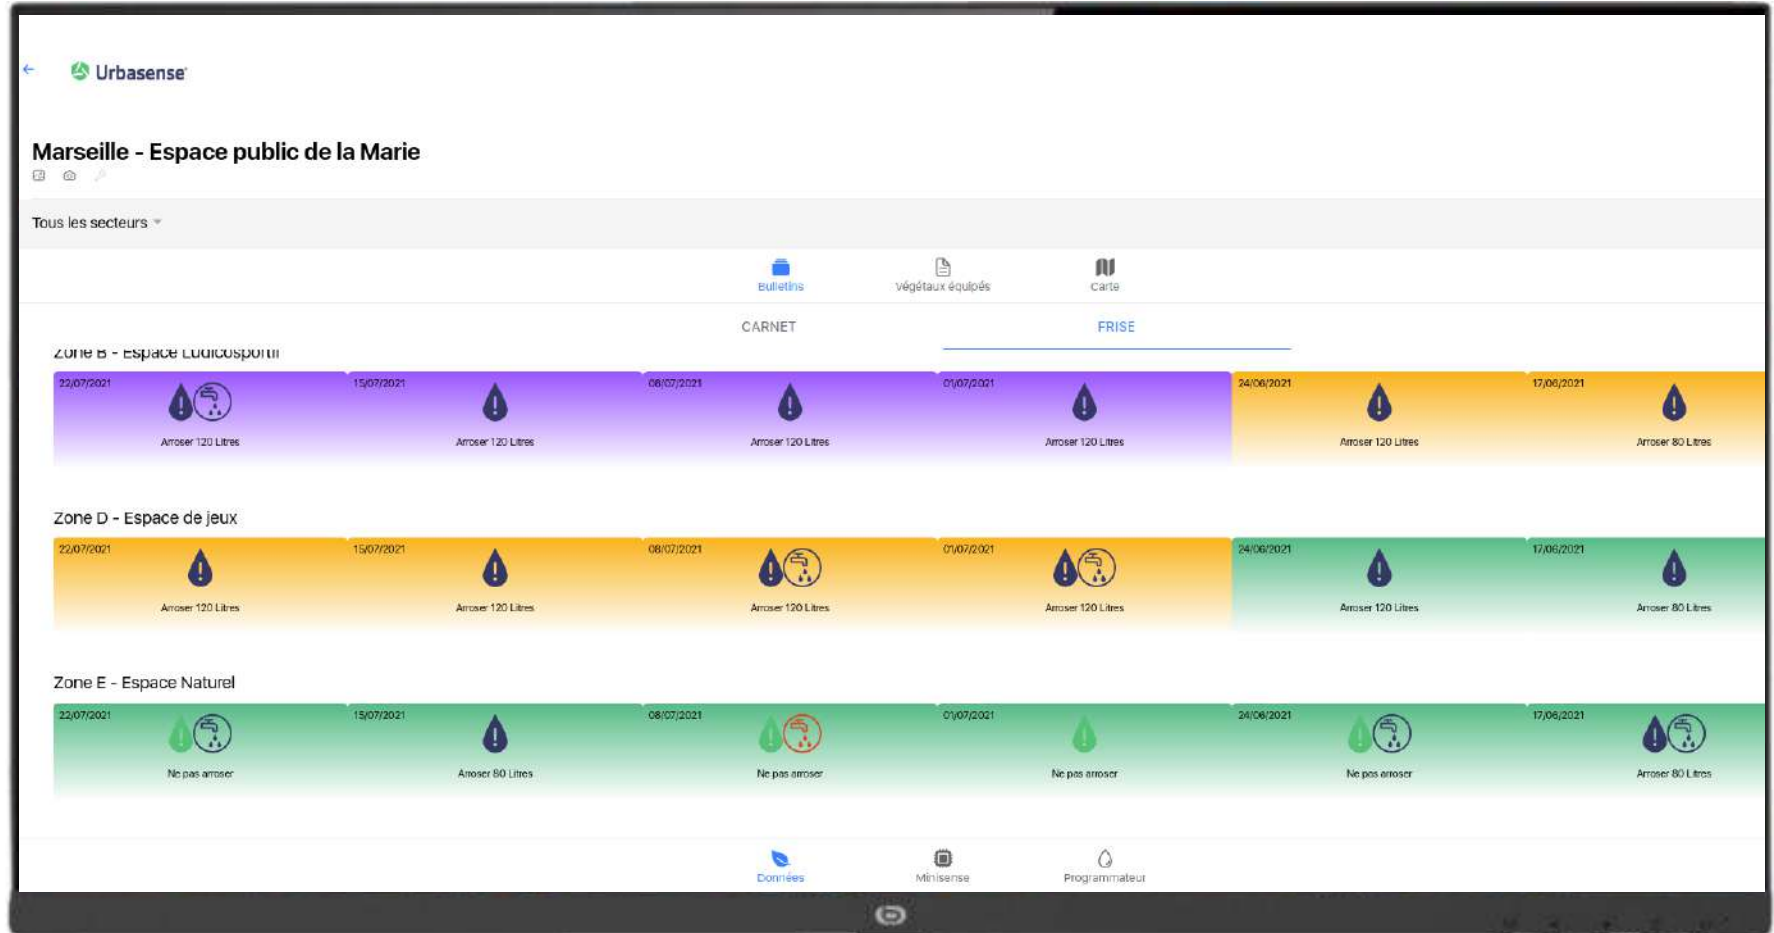 Urbasense
Marseille - Espace public de la Marie
Tous les secteurs
Bulletins Végétaux équipés Carte
CARNET FRISE
Zone B - Espace Ludicosportif
22/07/2021 15/07/2021 08/07/2021 01/07/2021 24/06/2021 17/06/2021
Arroser 120 Litres Arroser 120 Litres Arroser 120 Litres Arroser 120 Litres Arroser 120 Litres Arroser 80 Litres
Zone D - Espace de jeux
22/07/2021 15/07/2021 08/07/2021 01/07/2021 24/06/2021 17/06/2021
Arroser 120 Litres Arroser 120 Litres Arroser 120 Litres Arroser 120 Litres Arroser 120 Litres Arroser 80 Litres
Zone E - Espace Naturel
22/07/2021 15/07/2021 08/07/2021 01/07/2021 24/06/2021 17/06/2021
Ne pas arroser Arroser 80 Litres Ne pas arroser Ne pas arroser Ne pas arroser Arroser 80 Litres
Données Minisense Programmateur